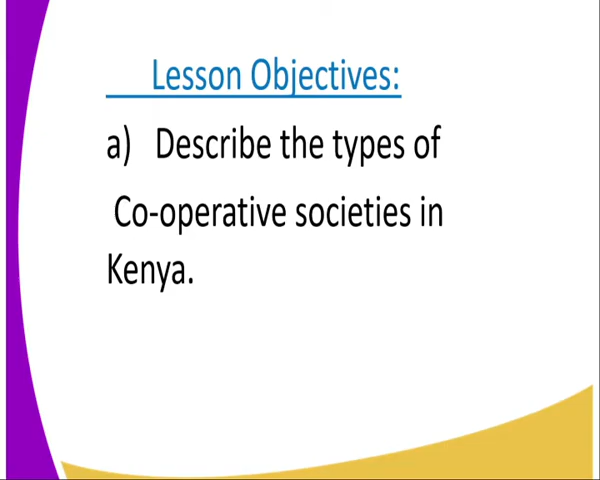 Lesson Objectives:
a) Describe the types of
Co-operative societies in
Kenya.